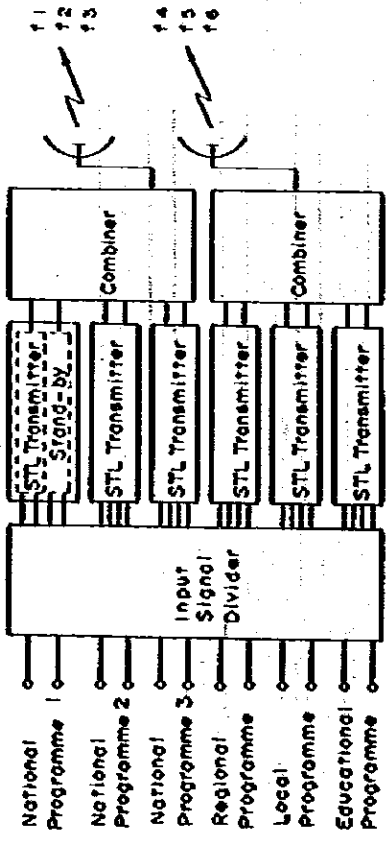 National
Programme 1
National
Programme 2
National
Programme 3
Regional
Programme
Local
Programme
Educational
Programme
Input
Signal
Divider
STL Transmitter
Stand-by
STL Transmitter
STL Transmitter
STL Transmitter
STL Transmitter
STL Transmitter
Combiner
Combiner
f1
f2
f3
f4
f5
f6